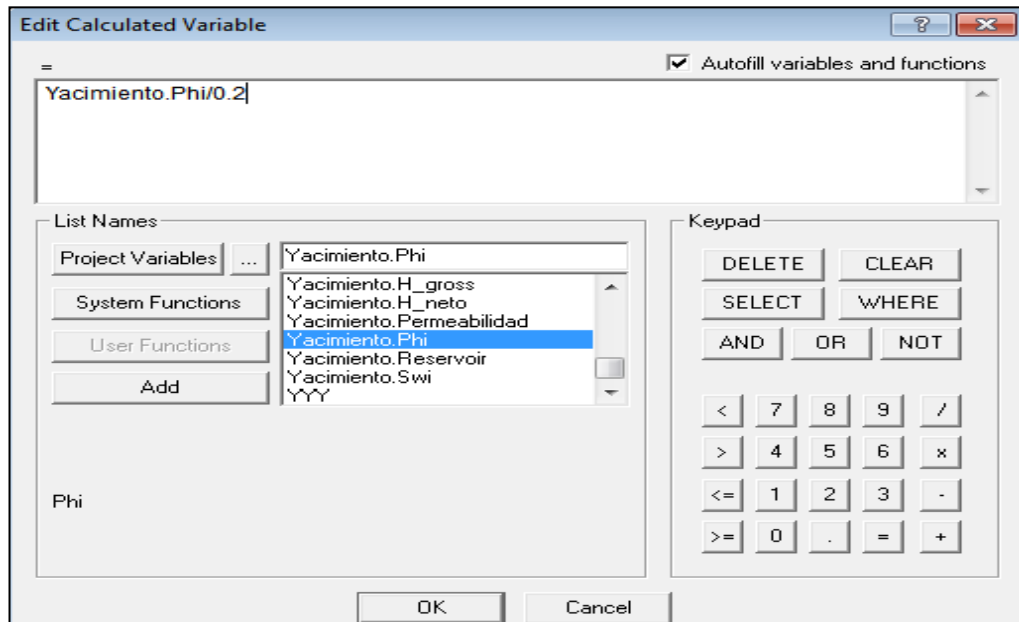 Edit Calculated Variable
=
Autofill variables and functions
Yacimiento.Phi/0.2
List Names
Project Variables ... Yacimiento.Phi
System Functions
User Functions
Add
Yacimiento.H_gross
Yacimiento.H_neto
Yacimiento.Permeabilidad
Yacimiento.Phi
Yacimiento.Reservoir
Yacimiento.Swi
YYY
Phi
Keypad
DELETE CLEAR
SELECT WHERE
AND OR NOT
< 7 8 9 /
> 4 5 6 x
<= 1 2 3 -
>= 0 . = +
OK Cancel